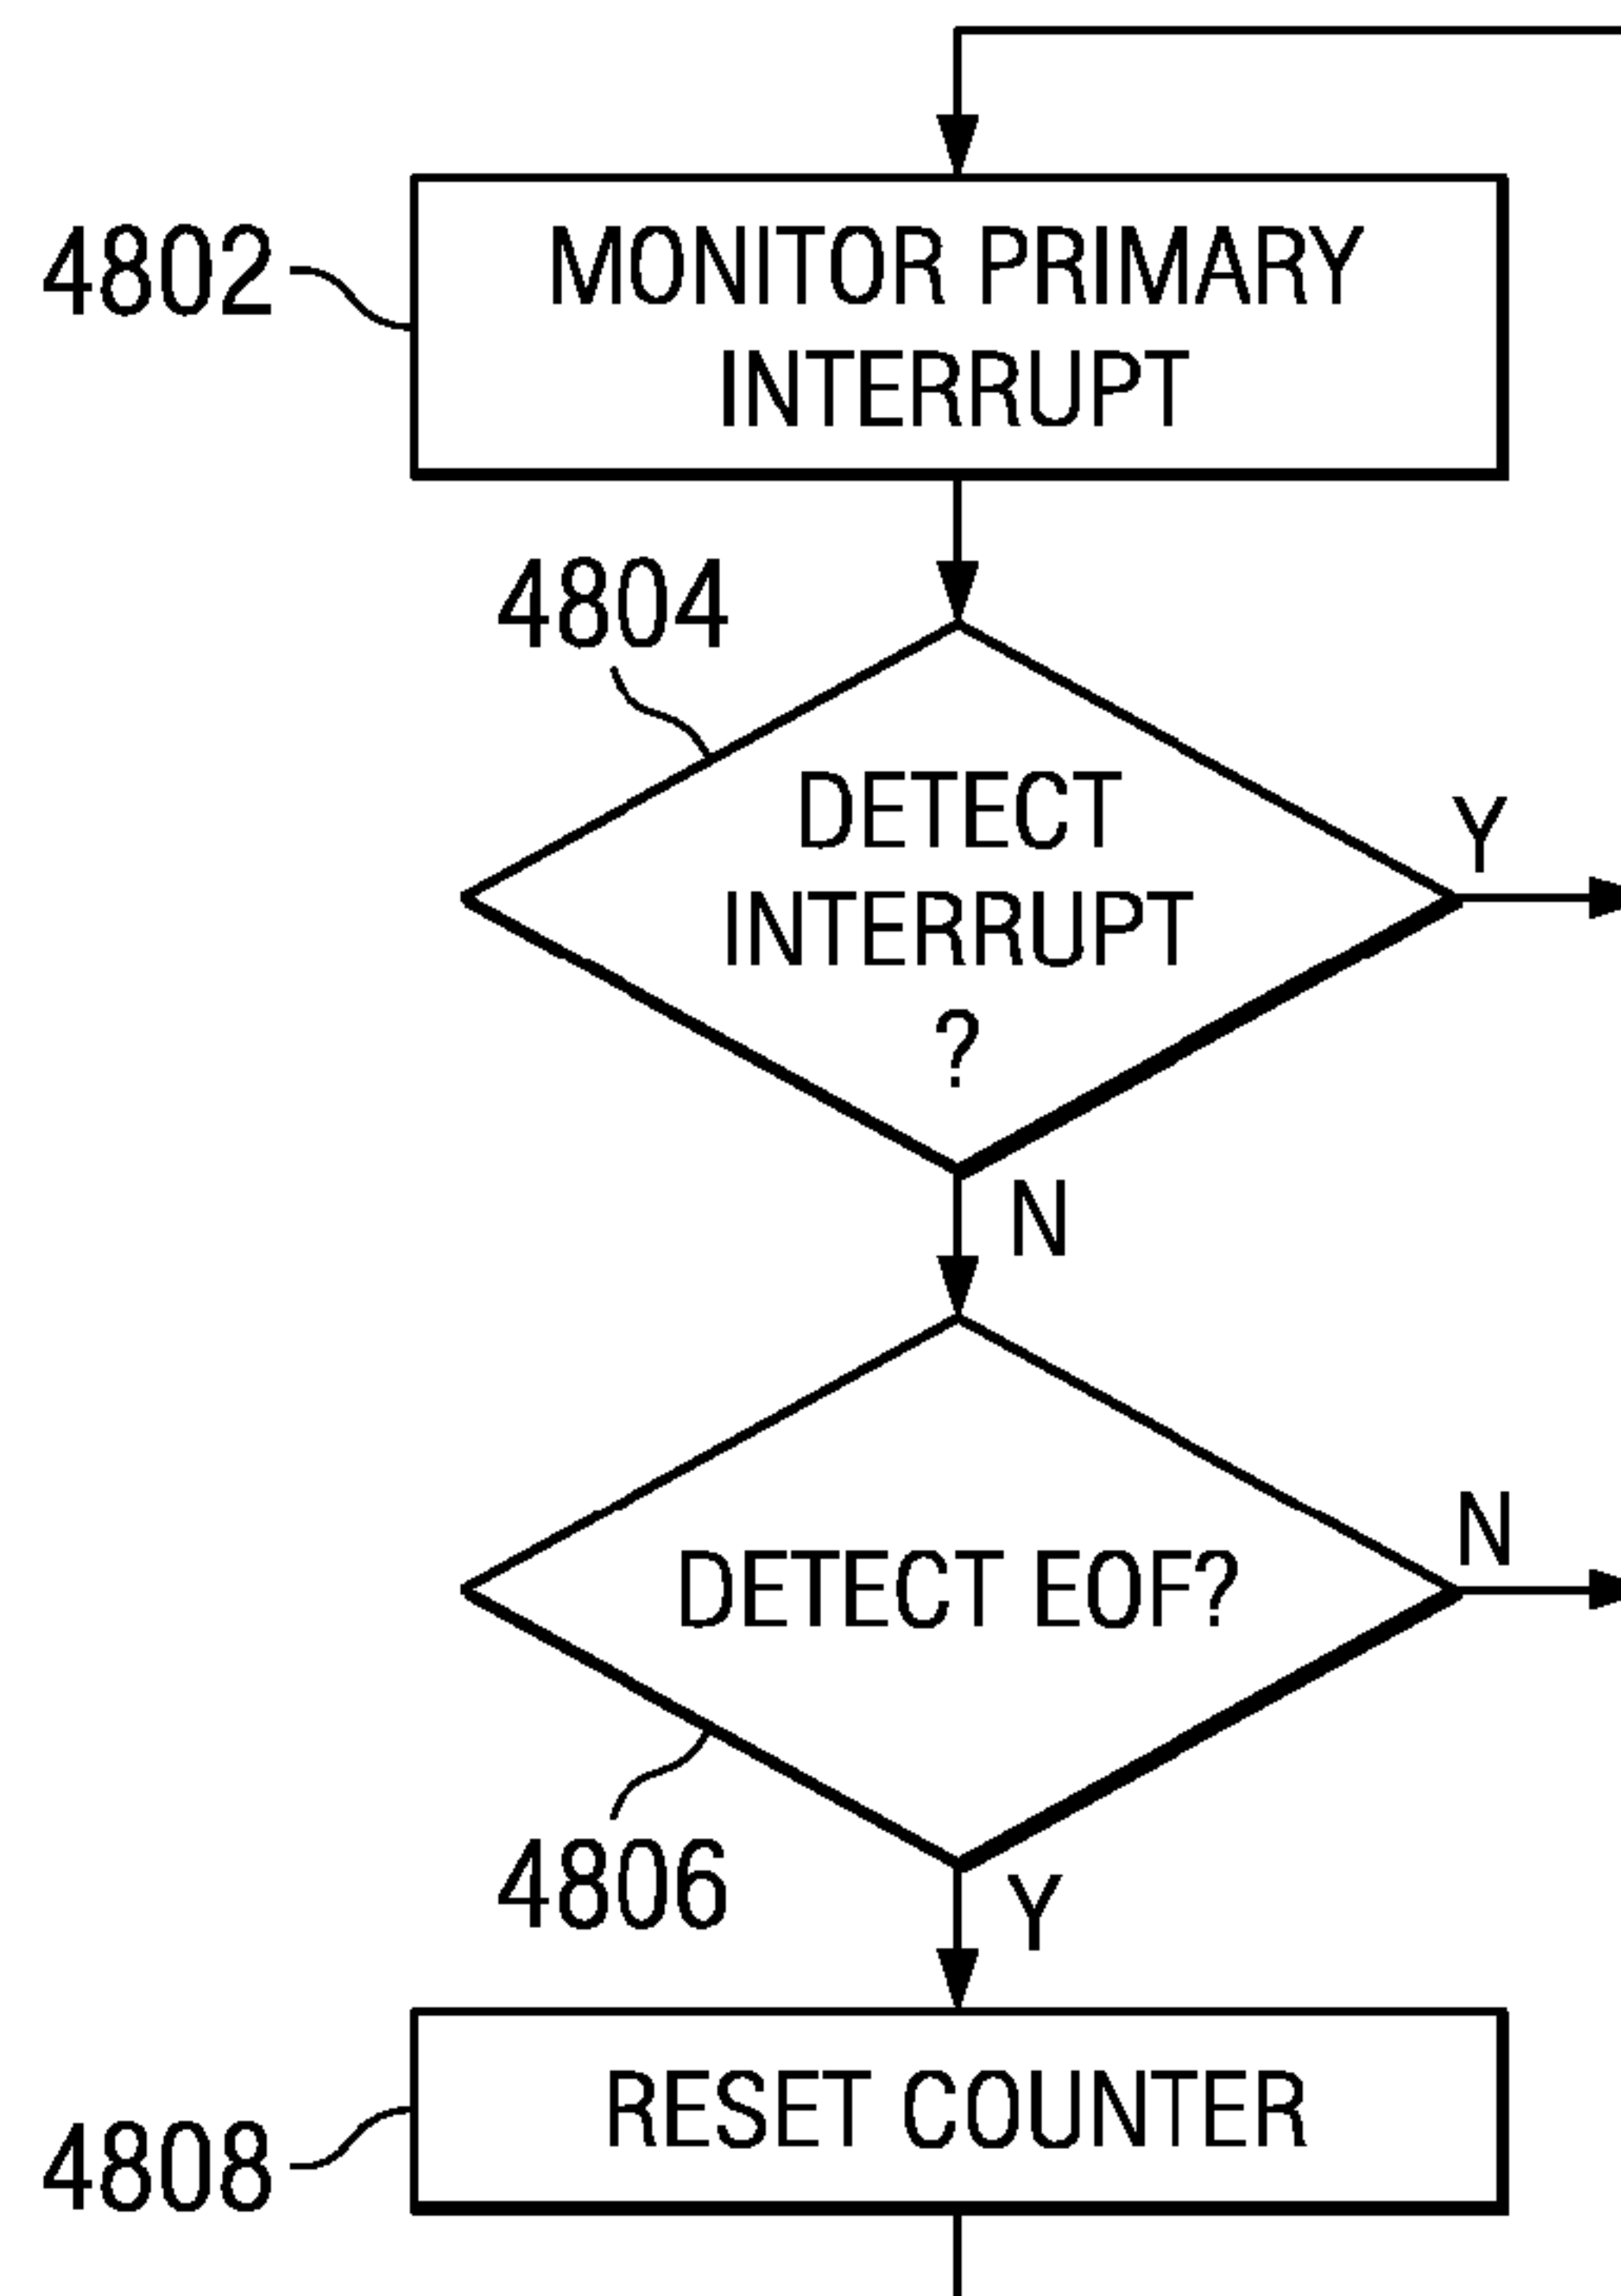 4802
MONITOR PRIMARY
INTERRUPT
4804
DETECT
INTERRUPT
?
Y
N
DETECT EOF?
N
4806
Y
RESET COUNTER
4808